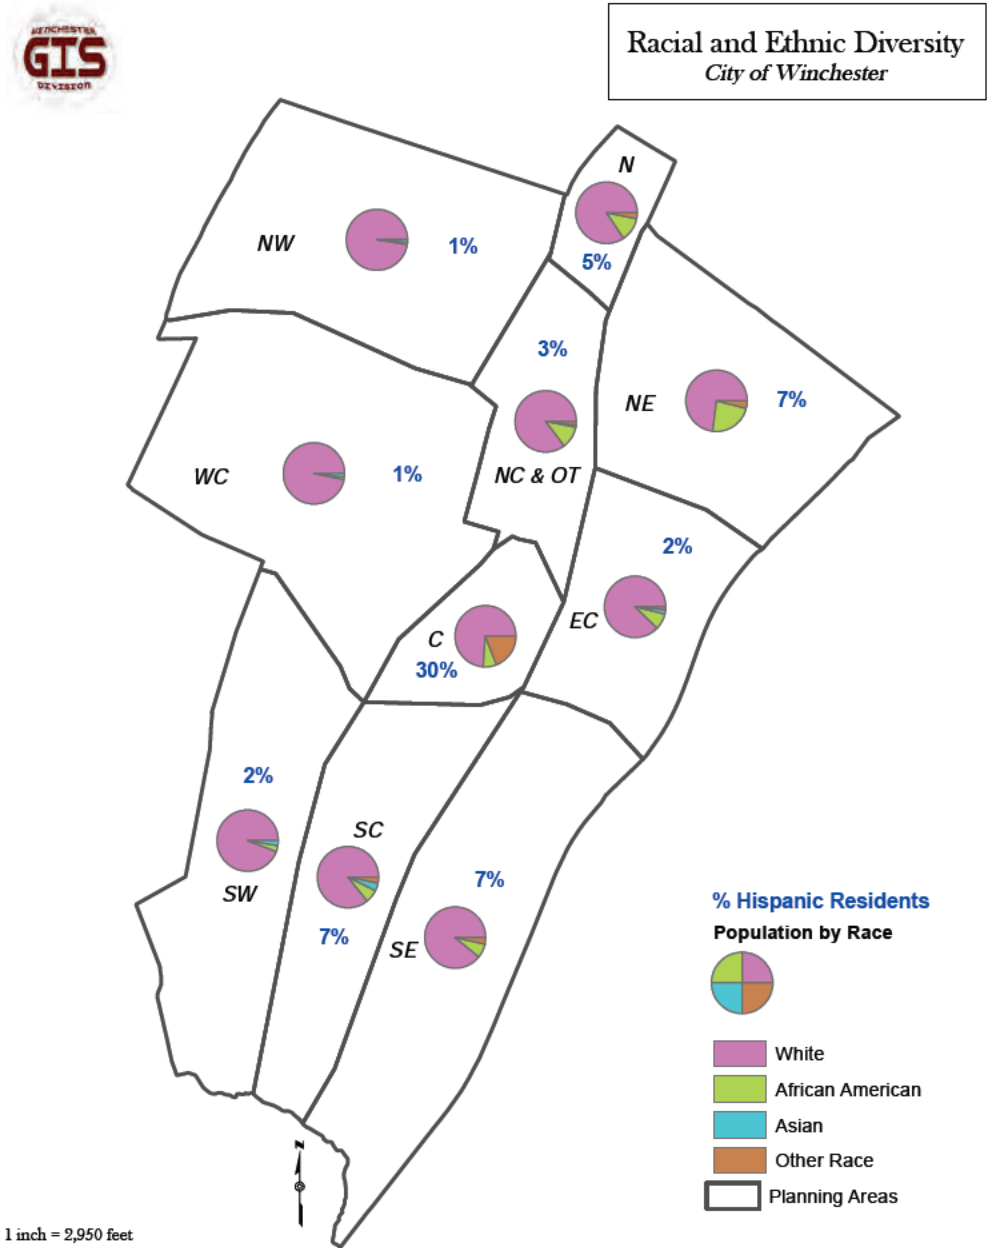 WINCHESTER
GIS
DIVISION
Racial and Ethnic Diversity
City of Winchester
N
NW
1%
5%
3%
NE
7%
WC
1%
NC & OT
2%
EC
C
30%
2%
SC
SW
7%
7%
SE
% Hispanic Residents
Population by Race
White
African American
Asian
Other Race
Planning Areas
z
1 inch = 2,950 feet